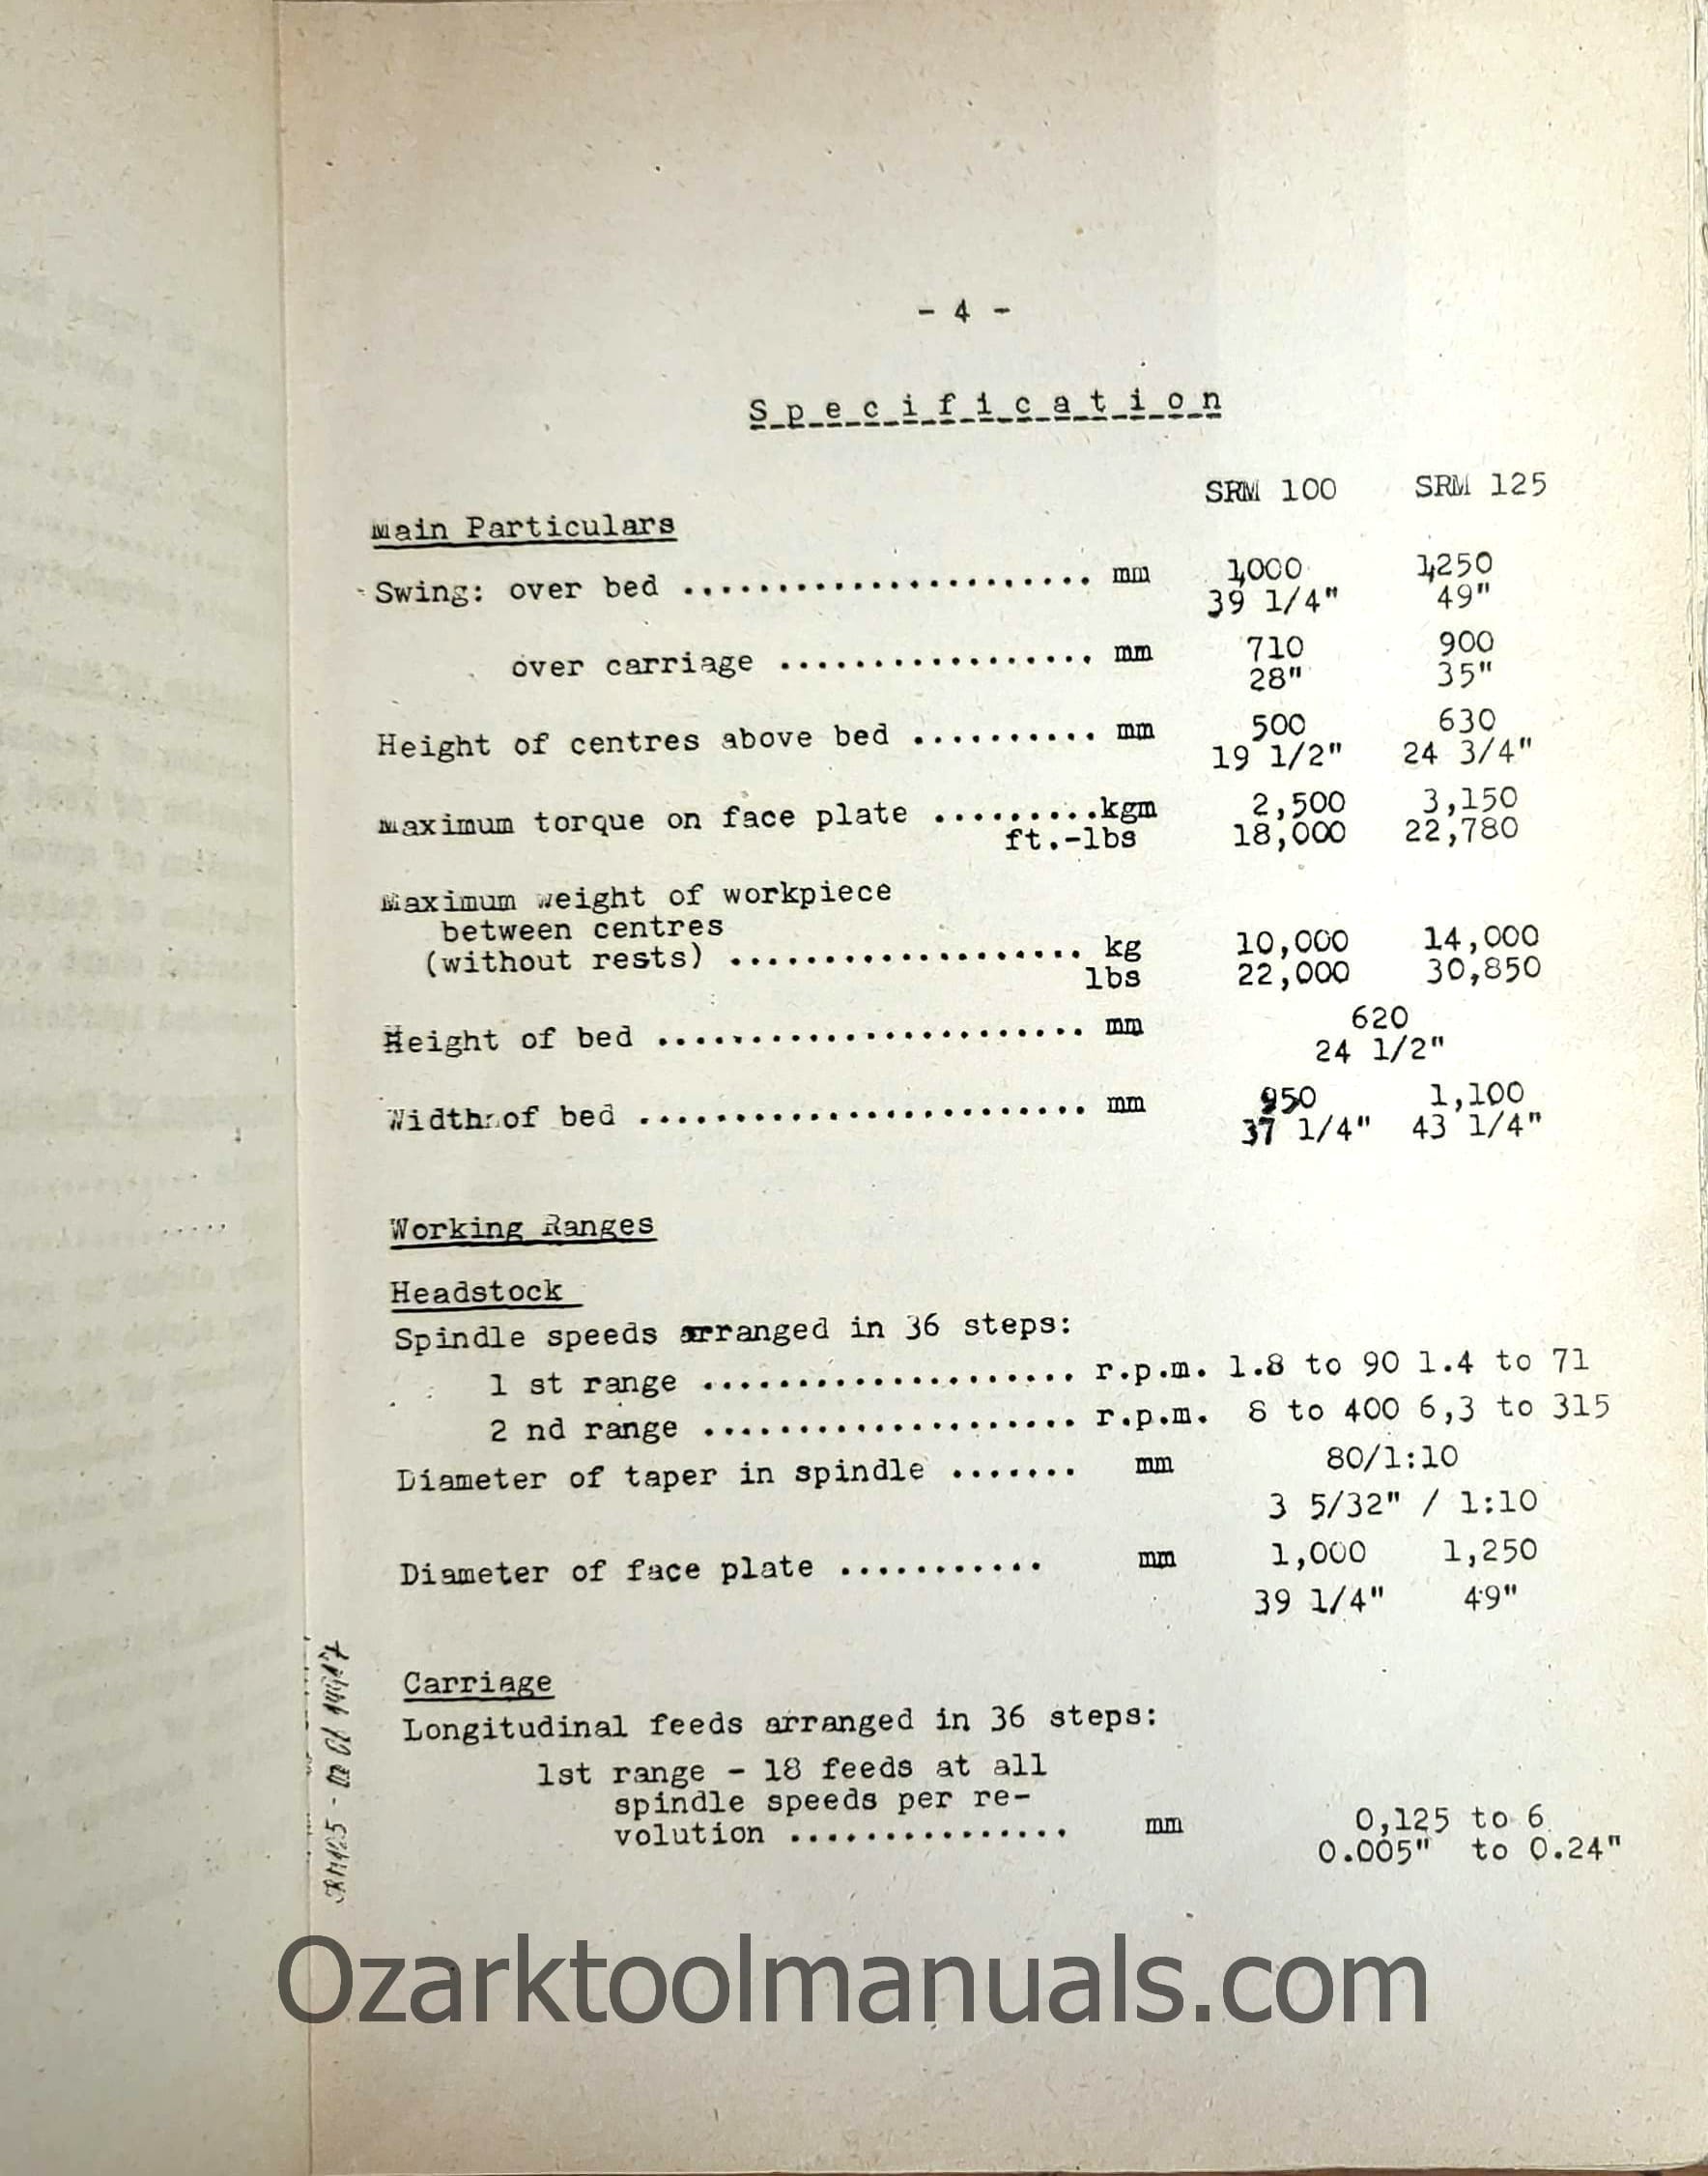 - 4 -
Specification
SRM 100 SRM 125
Main Particulars
Swing: over bed ...................... mm 1,000 1,250
39 1/4" 49"
over carriage ................. mm 710 900
28" 35"
Height of centres above bed .......... mm 500 630
19 1/2" 24 3/4"
Maximum torque on face plate .........kgm 2,500 3,150
ft.-lbs 18,000 22,780
Maximum weight of workpiece
between centres
(without rests) ................... kg 10,000 14,000
lbs 22,000 30,850
Height of bed ....................... mm 620
24 1/2"
Width of bed ........................ mm 950 1,100
37 1/4" 43 1/4"
Working Ranges
Headstock
Spindle speeds arranged in 36 steps:
1 st range .................... r.p.m. 1.8 to 90 1.4 to 71
2 nd range .................... r.p.m. 8 to 400 6,3 to 315
Diameter of taper in spindle ....... mm 80/1:10
3 5/32" / 1:10
Diameter of face plate ........... mm 1,000 1,250
39 1/4" 49"
Carriage
Longitudinal feeds arranged in 36 steps:
1st range - 18 feeds at all
spindle speeds per re-
volution ............... mm 0,125 to 6
0.005" to 0.24"
Ozarktoolmanuals.com